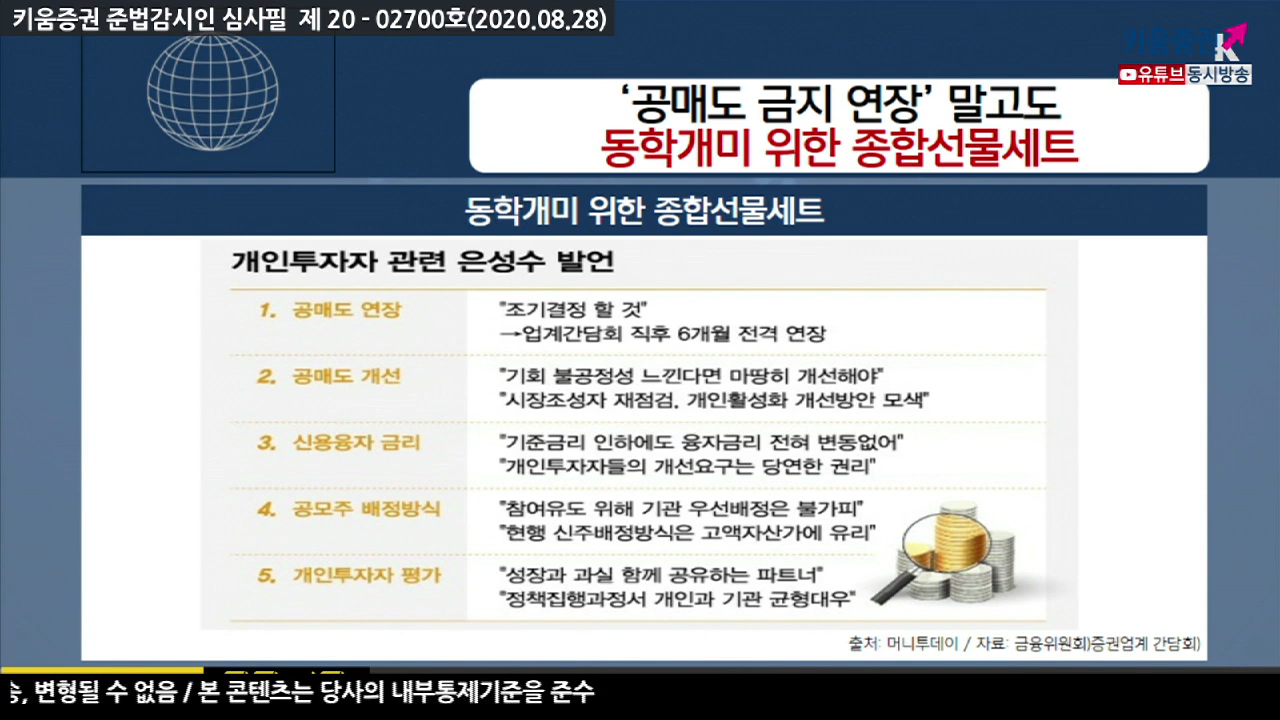 키움증권 준법감시인 심사필 제 20 - 02700호(2020.08.28)
키움증권
유튜브동시방송
‘공매도 금지 연장’ 말고도
동학개미 위한 종합선물세트
동학개미 위한 종합선물세트
개인투자자 관련 은성수 발언
1. 공매도 연장
"조기결정 할 것"
→업계간담회 직후 6개월 전격 연장
2. 공매도 개선
"기회 불공정성 느낀다면 마땅히 개선해야"
"시장조성자 재점검, 개인활성화 개선방안 모색"
3. 신용융자 금리
"기준금리 인하에도 융자금리 전혀 변동없어"
"개인투자자들의 개선요구는 당연한 권리"
4. 공모주 배정방식
"참여유도 위해 기관 우선배정은 불가피"
"현행 신주배정방식은 고액자산가에 유리"
5. 개인투자자 평가
"성장과 과실 함께 공유하는 파트너"
"정책집행과정서 개인과 기관 균형대우"
출처: 머니투데이 / 자료: 금융위원회)증권업계 간담회)
, 변형될 수 없음 / 본 콘텐츠는 당사의 내부통제기준을 준수